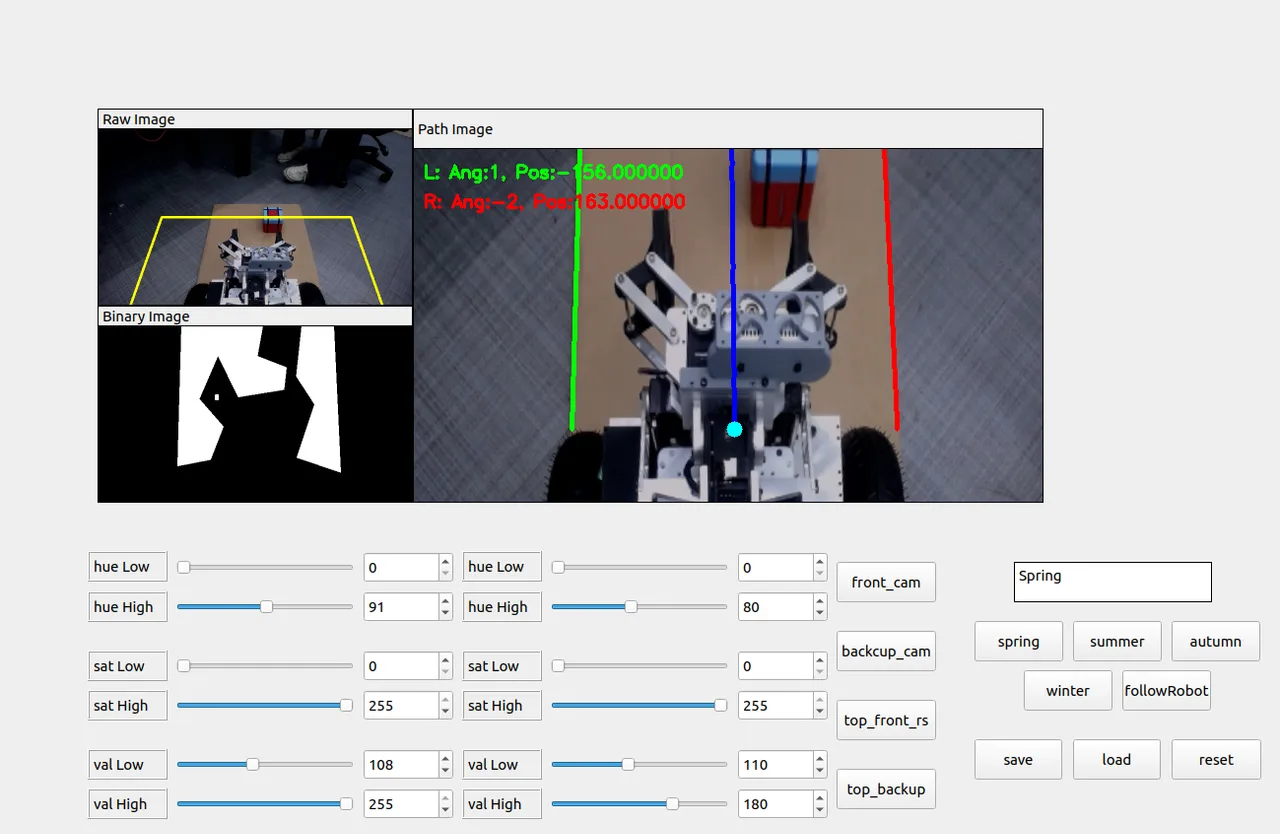 Raw Image
Path Image
L: Ang:1, Pos:-156.000000
R: Ang:-2, Pos:163.000000
Binary Image
hue Low 0 hue Low 0
front_cam
Spring
hue High 91 hue High 80
spring summer autumn
backcup_cam
sat Low 0 sat Low 0
winter followRobot
sat High 255 sat High 255
top_front_rs
save load reset
val Low 108 val Low 110
top_backup
val High 255 val High 180